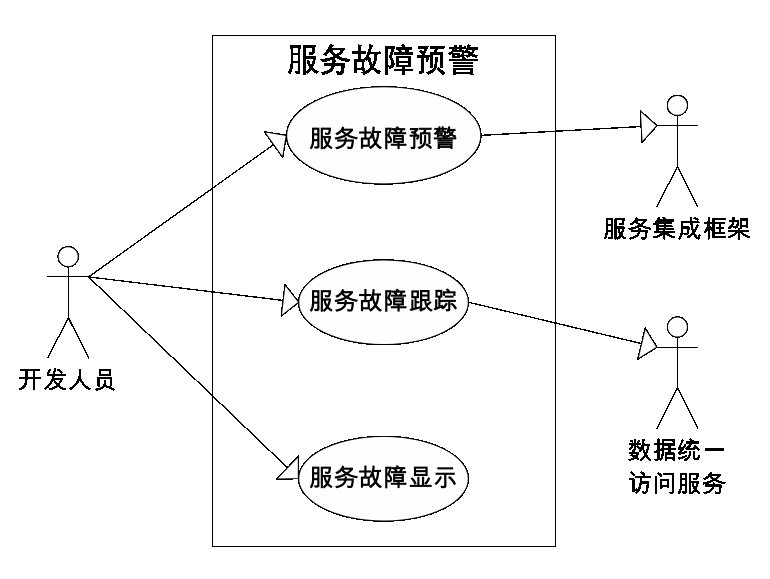 服务故障预警
服务故障预警
服务集成框架
服务故障跟踪
开发人员
数据统一
访问服务
服务故障显示